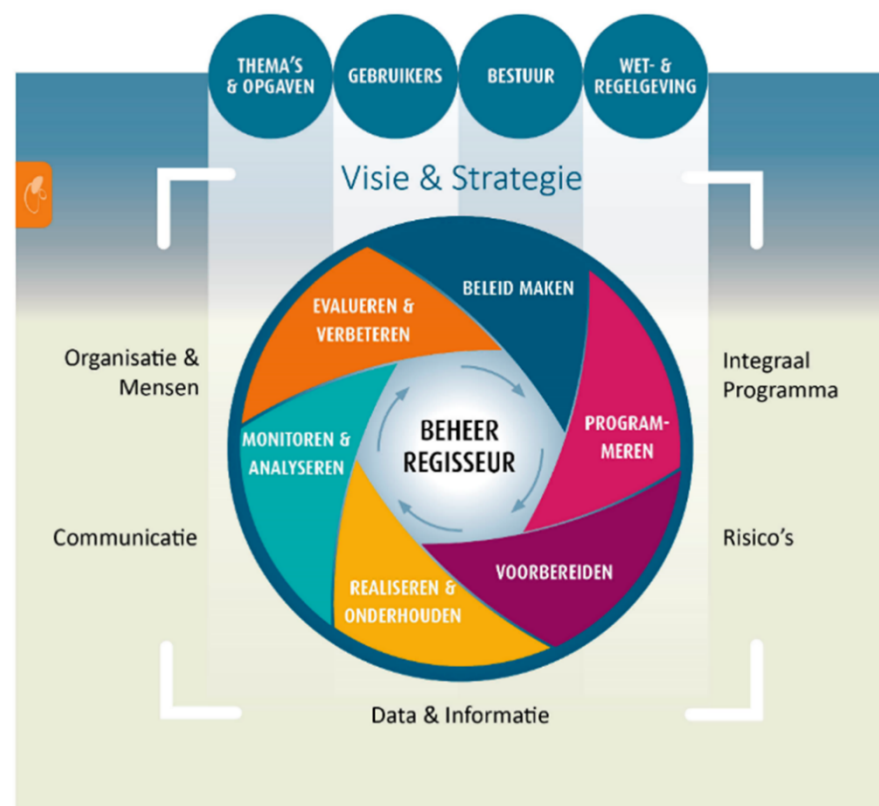 THEMA'S
& OPGAVEN
GEBRUIKERS
BESTUUR
WET- &
REGELGEVING
Visie & Strategie
BELEID MAKEN
EVALUEREN &
VERBETEREN
Organisatie &
Mensen
Integraal
Programma
PROGRAM-
MEREN
BEHEER
REGISSEUR
MONITOREN &
ANALYSEREN
Communicatie
Risico's
VOORBEREIDEN
REALISEREN &
ONDERHOUDEN
Data & Informatie